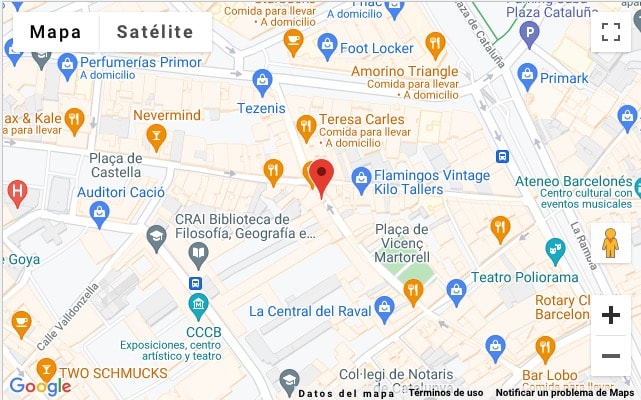 Mapa
Satélite
Comida para llevar
• A domicilio
Foot Locker
de Cataluña
Plaza Cataluña
Perfumerías Primor
A domicilio
Amorino Triangle
Comida para llevar
• A domicilio
Primark
Tezenis
Nevermind
ax & Kale
Comida
para llevar
Teresa Carles
Comida para llevar
• A domicilio
Plaça de
Castella
H
Auditori Cació
Flamingos Vintage
Kilo Tallers
Ateneo Barcelonés
Centro cultural con
eventos musicales
CRAI Biblioteca de
Filosofía, Geografía e...
Plaça de
Vicenç
Martorell
La Rambla
e Goya
Calle Valldonzella
Teatro Poliorama
CCCB
Exposiciones, centro
artístico y teatro
La Central del Raval
Rotary Cl
Barcelon
TWO SCHMUCKS
Col·legi de Notaris
de Catalunya
Bar Lobo
Comida para llevar
Google
Datos del mapa
Términos de uso
Notificar un problema de Maps